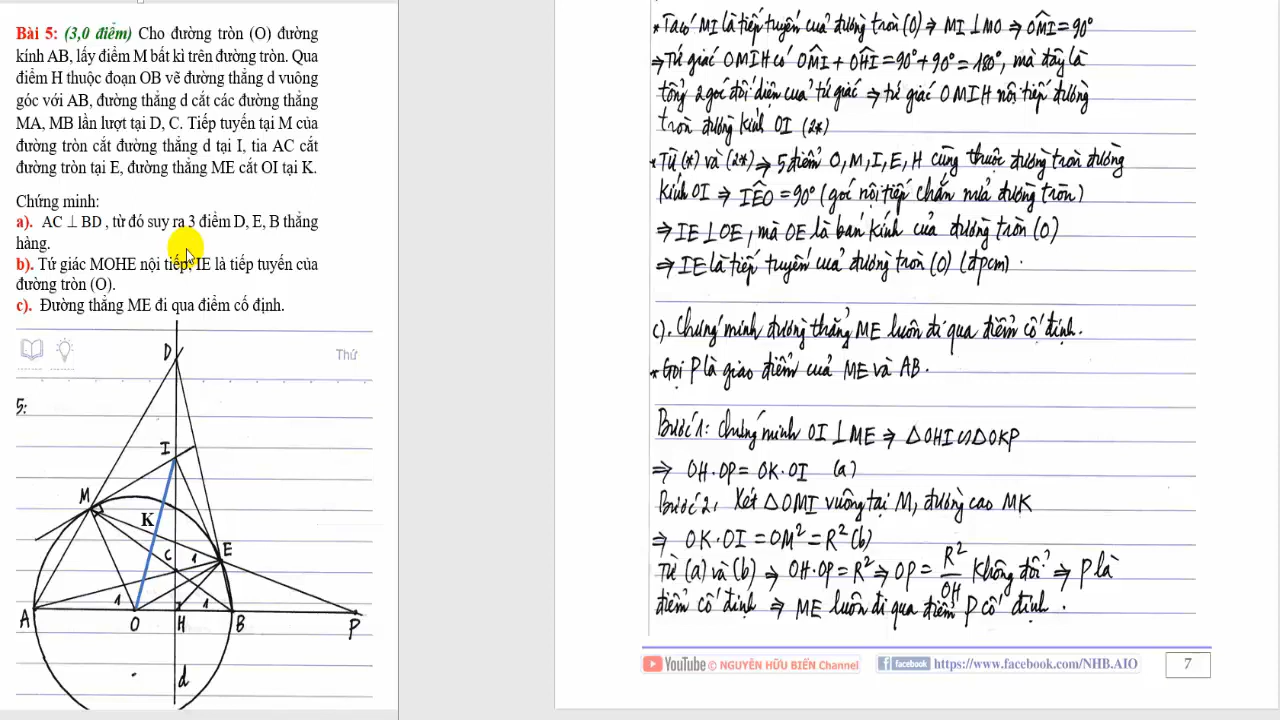 Bài 5: (3,0 điểm) Cho đường tròn (O) đường
kính AB, lấy điểm M bất kì trên đường tròn. Qua
điểm H thuộc đoạn OB vẽ đường thẳng d vuông
góc với AB, đường thẳng d cắt các đường thẳng
MA, MB lần lượt tại D, C. Tiếp tuyến tại M của
đường tròn cắt đường thẳng d tại I, tia AC cắt
đường tròn tại E, đường thẳng ME cắt OI tại K.
Chứng minh:
a). AC ⊥ BD , từ đó suy ra 3 điểm D, E, B thẳng
hàng.
b). Tứ giác MOHE nội tiếp, IE là tiếp tuyến của
đường tròn (O).
c). Đường thẳng ME đi qua điểm cố định.
Thứ
5:
D
I
M
K
C
1
E
A
1
O
H
1
B
P
d
* Ta có MI là tiếp tuyến của đường tròn (O) ⇒ MI ⊥ MO ⇒ OMI = 90°
⇒ Tứ giác OMIH có OMI + OHI = 90° + 90° = 180°, mà đây là
tổng 2 góc đối diện của tứ giác ⇒ tứ giác OMIH nội tiếp đường
tròn đường kính OI (2*)
* Từ (*) và (2*) ⇒ 5 điểm O, M, I, E, H cùng thuộc đường tròn đường
kính OI ⇒ IEO = 90° (góc nội tiếp chắn nửa đường tròn)
⇒ IE ⊥ OE, mà OE là bán kính của đường tròn (O)
⇒ IE là tiếp tuyến của đường tròn (O) (đpcm).
c). Chứng minh đường thẳng ME luôn đi qua điểm cố định.
* Gọi P là giao điểm của ME và AB.
Bước 1: Chứng minh OI ⊥ ME ⇒ △OHI ∽ △OKP
⇒ OH.OP = OK.OI (a)
Bước 2: Xét △OMI vuông tại M, đường cao MK
⇒ OK.OI = OM² = R² (b)
Từ (a) và (b) ⇒ OH.OP = R² ⇒ OP = R²/OH không đổi ⇒ P là
điểm cố định ⇒ ME luôn đi qua điểm P cố định.
YouTube © NGUYỄN HỮU BIỂN Channel
facebook https://www.facebook.com/NHB.AIO
7